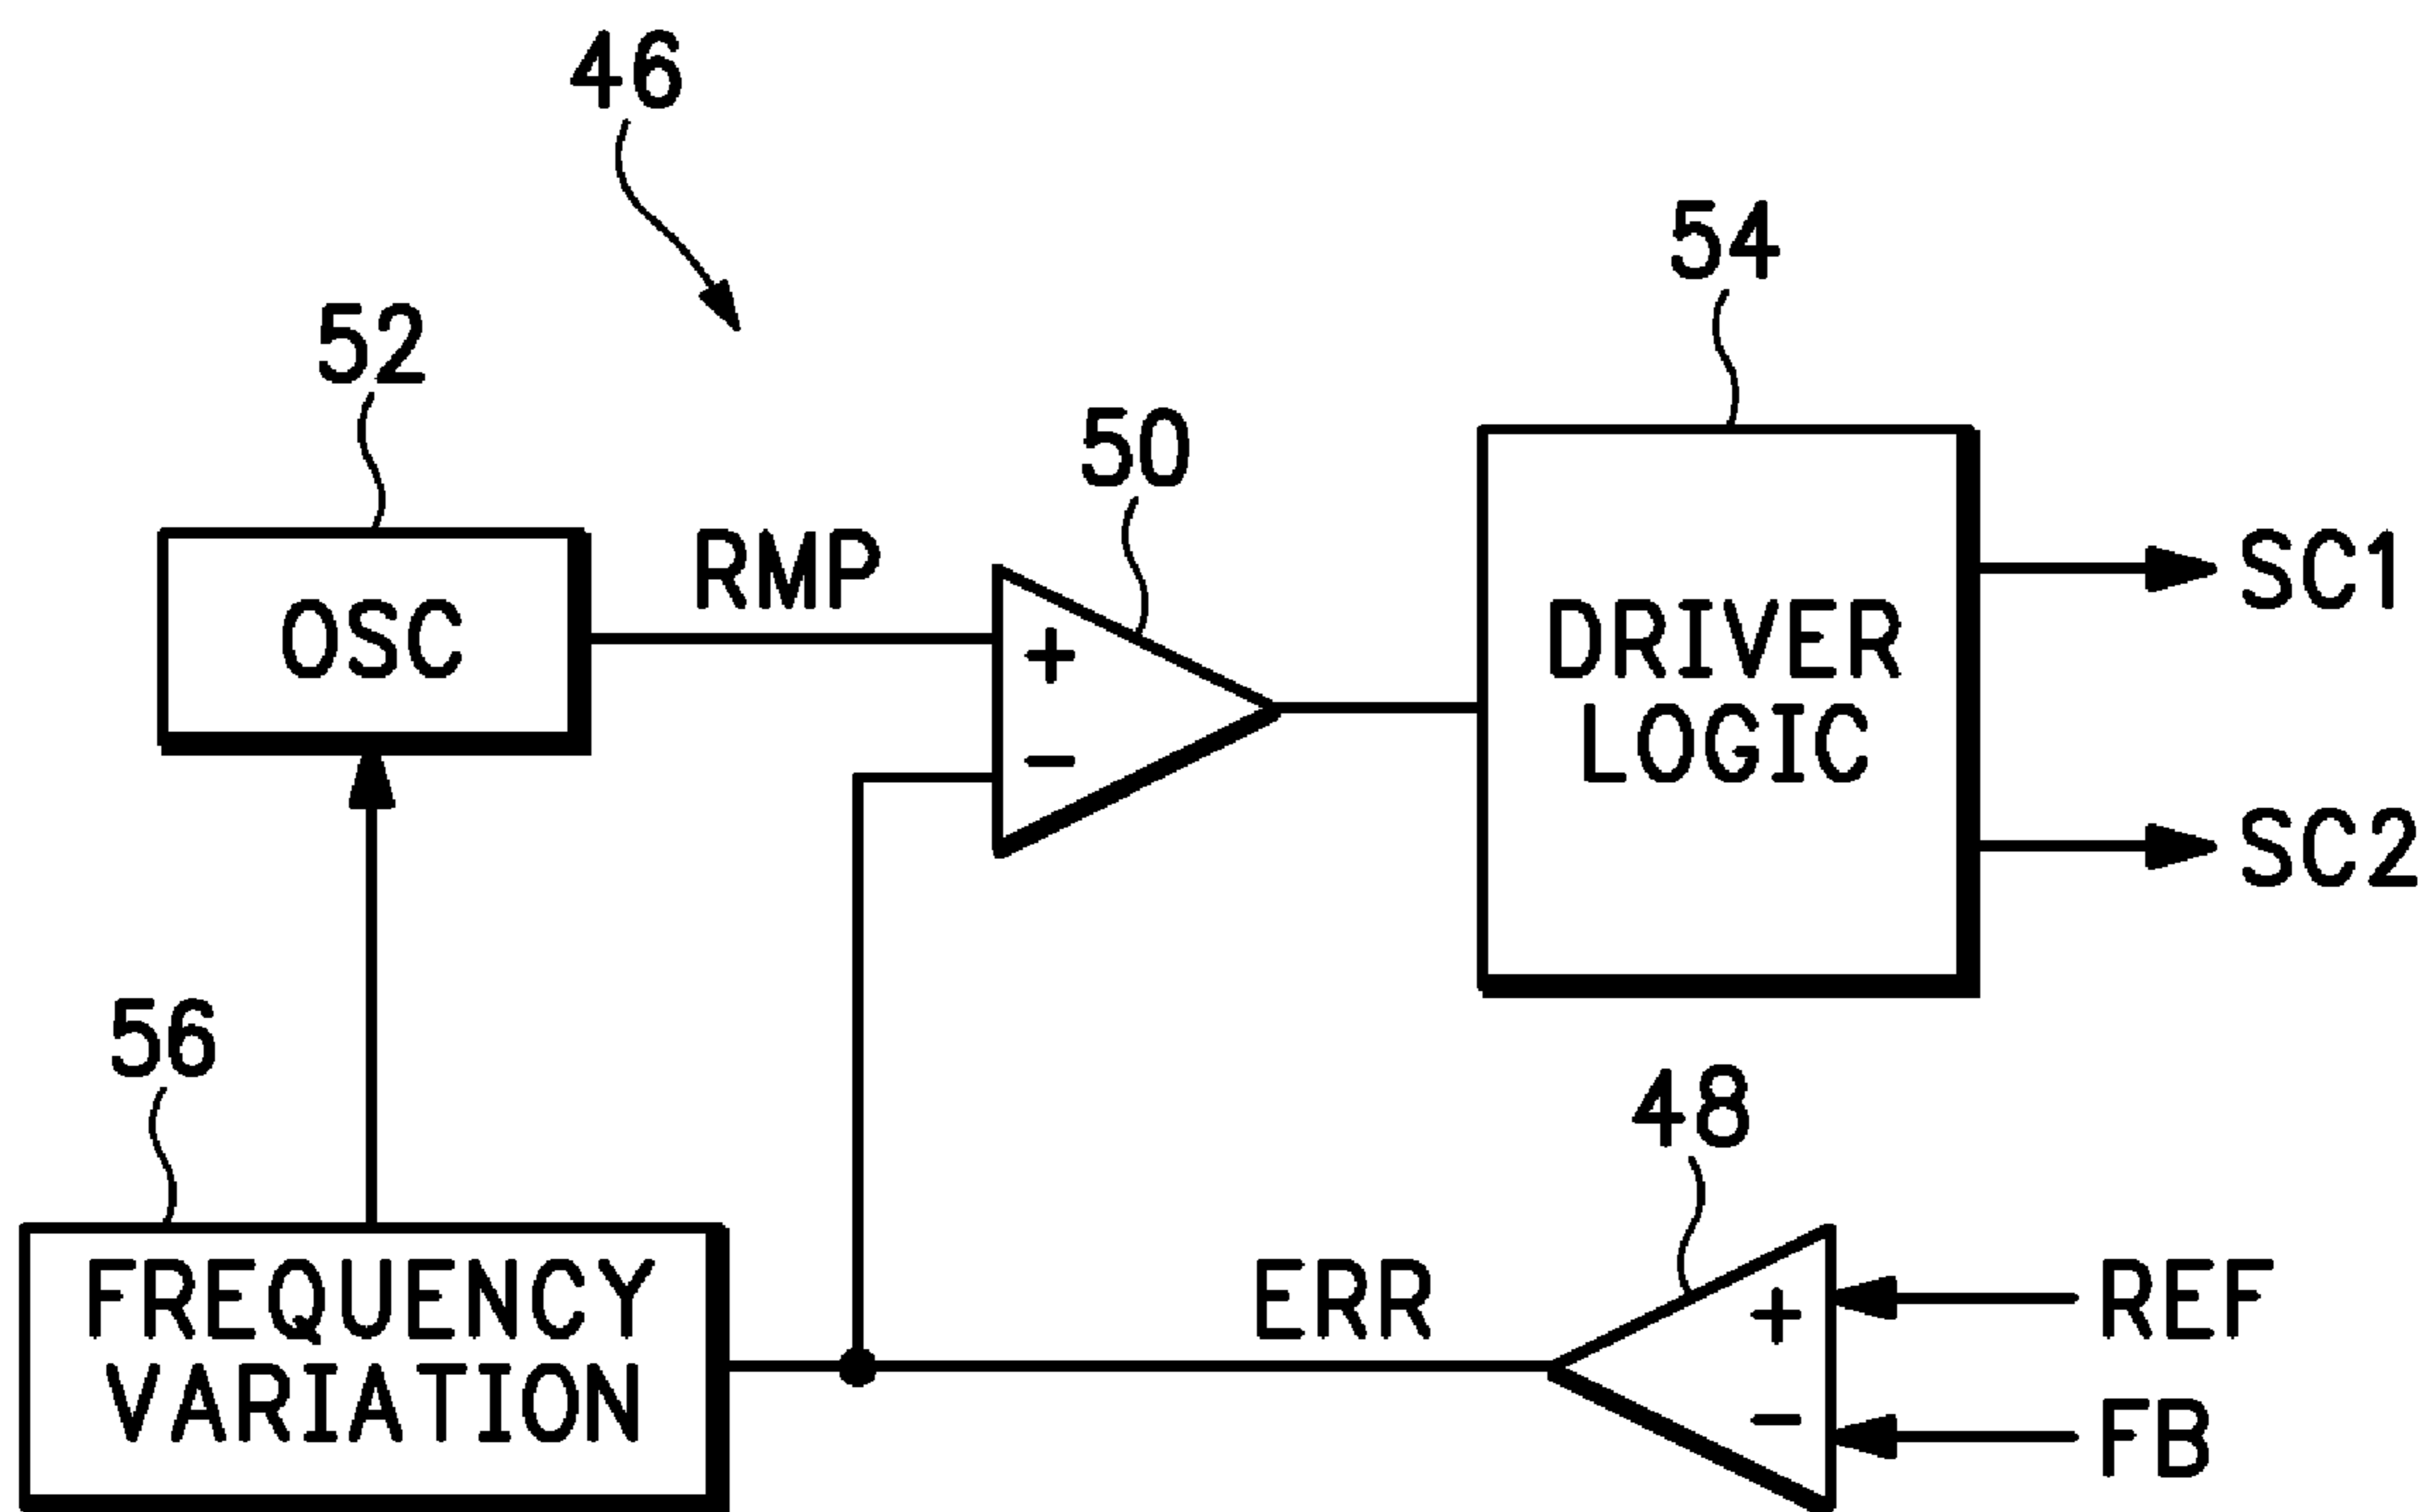 46
54
52
50
RMP
SC1
OSC
+
DRIVER
LOGIC
−
SC2
56
48
FREQUENCY
VARIATION
ERR
+
REF
−
FB